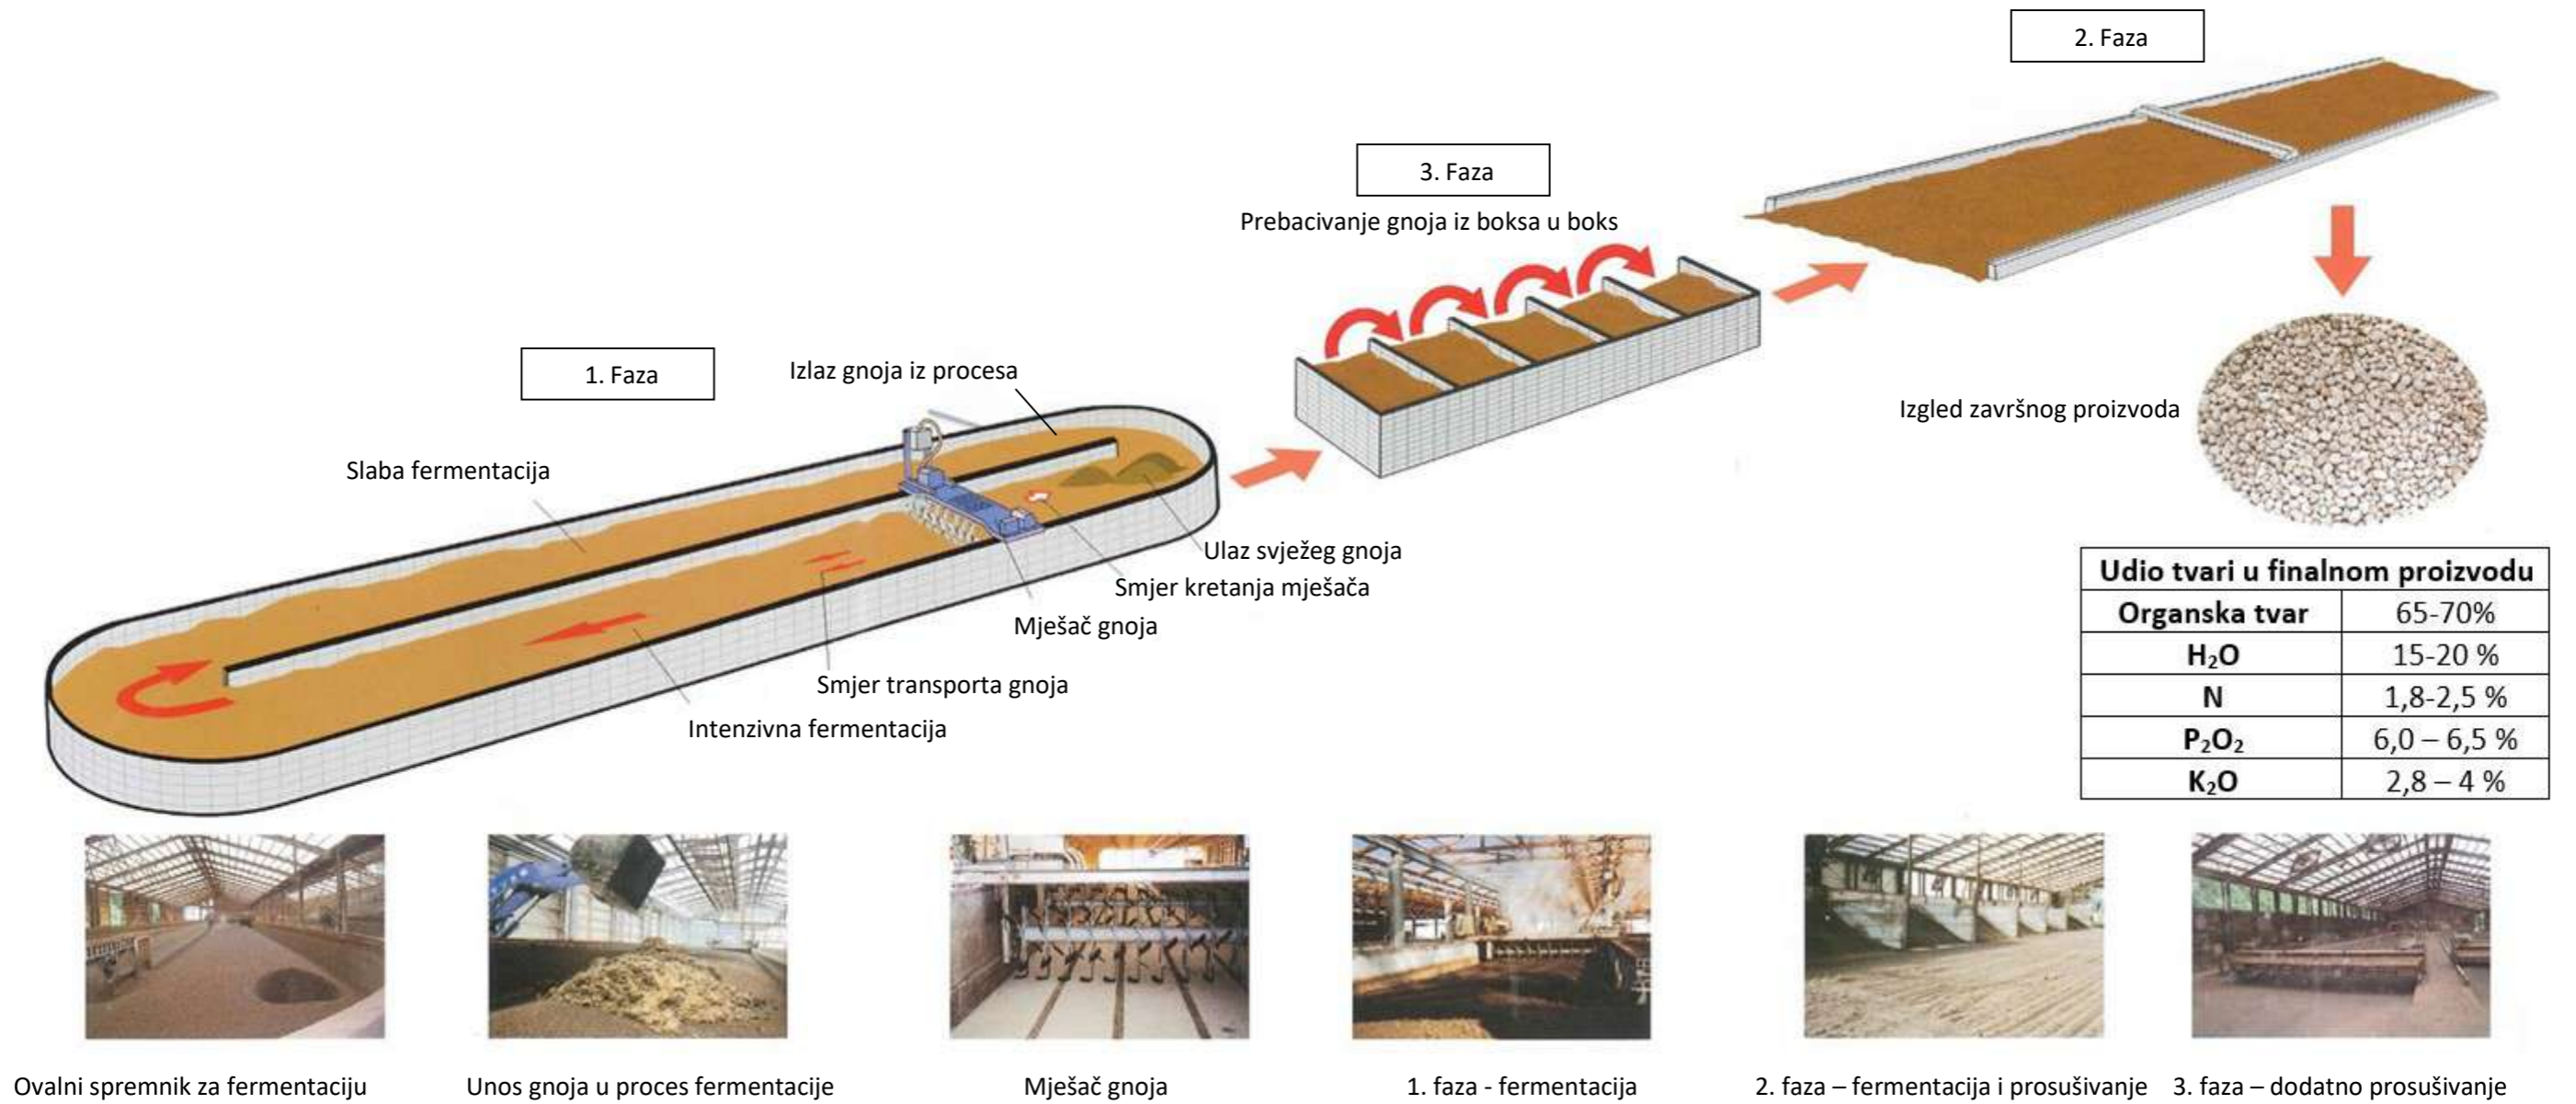 2. Faza
3. Faza
Prebacivanje gnoja iz boksa u boks
1. Faza
Izlaz gnoja iz procesa
Izgled završnog proizvoda
Slaba fermentacija
Ulaz svježeg gnoja
Smjer kretanja mješača
Mješač gnoja
Smjer transporta gnoja
Intenzivna fermentacija
Udio tvari u finalnom proizvodu
Organska tvar 65-70%
H₂O 15-20 %
N 1,8-2,5 %
P₂O₂ 6,0 – 6,5 %
K₂O 2,8 – 4 %
Ovalni spremnik za fermentaciju
Unos gnoja u proces fermentacije
Mješač gnoja
1. faza - fermentacija
2. faza – fermentacija i prosušivanje
3. faza – dodatno prosušivanje